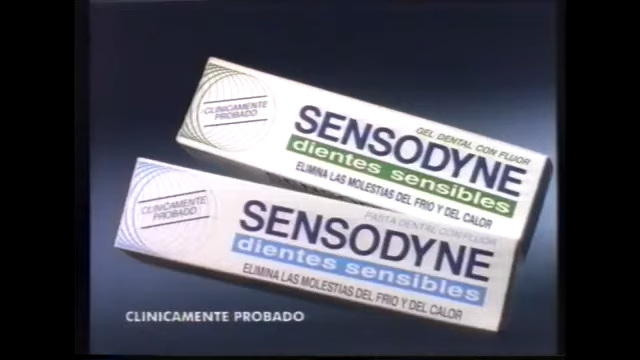 CLINICAMENTE
PROBADO
GEL DENTAL CON FLUOR
SENSODYNE
dientes sensibles
ELIMINA LAS MOLESTIAS DEL FRIO Y DEL CALOR
CLINICAMENTE
PROBADO
PASTA DENTAL CON FLUOR
SENSODYNE
dientes sensibles
ELIMINA LAS MOLESTIAS DEL FRIO Y DEL CALOR
CLINICAMENTE PROBADO